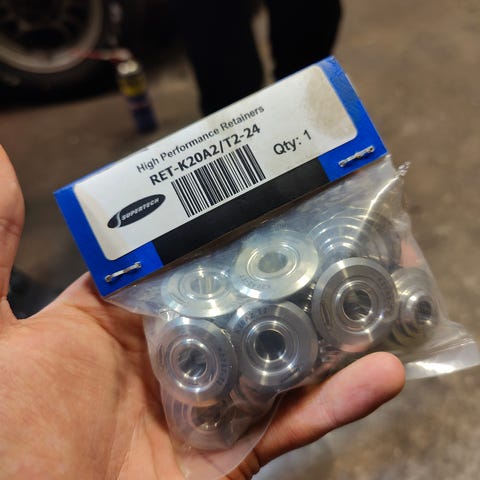 High Performance Retainers
RET-K20A2/T2-24
Qty: 1
SUPERTECH